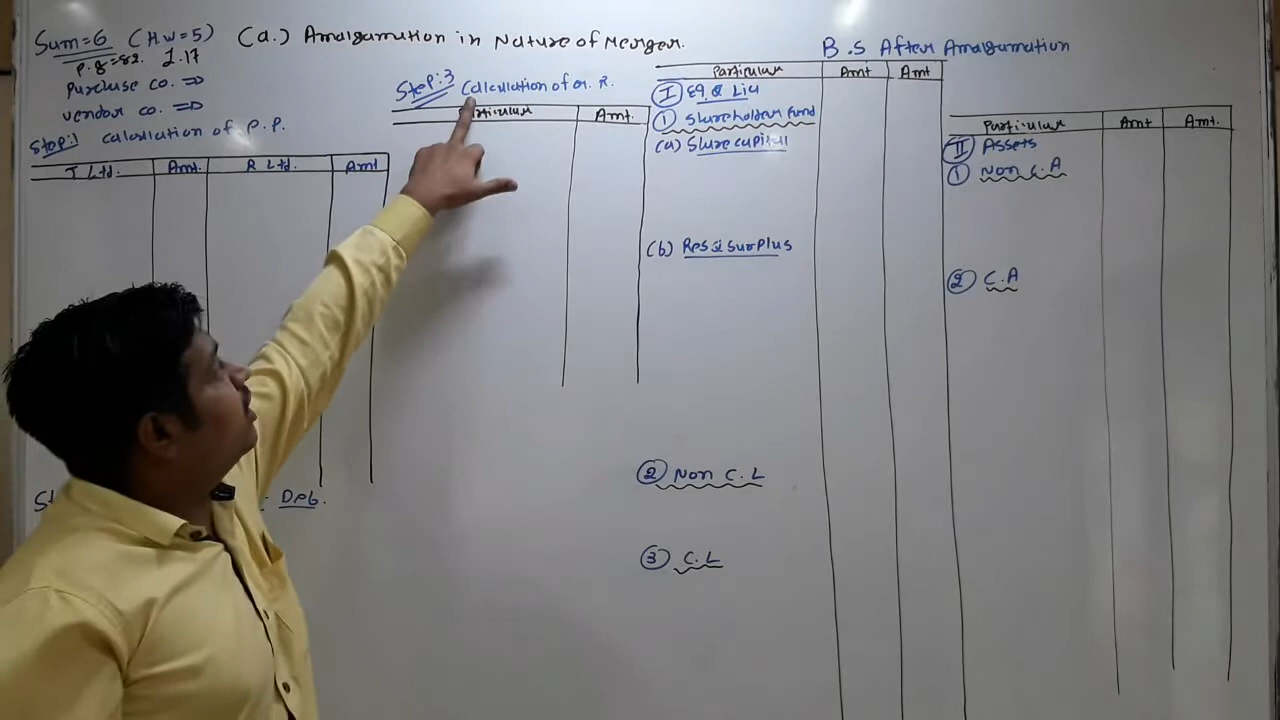 Sum=6 (H.W=5) (a.) Amalgamation in Nature of Merger.
P.g=82. I.17
purchase co. ⇒
vendor co. ⇒
Step:1 calculation of P.P.
T Ltd. Amt. R Ltd. Amt
Deb.
Step:3 Calculation of G. R.
Particular Amt.
B.S After Amalgamation
Particular Amt Amt
I Eq. & Liu
1 Shareholder Fund
(a) Share capital
(b) Res & Surplus
2 Non C.L
3 C.L
Particular Amt Amt.
II Assets
1 Non C.A
2 C.A